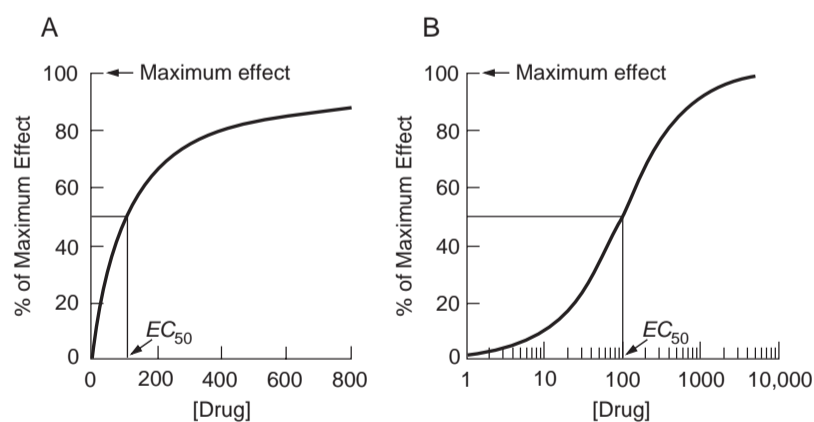 A
100
Maximum effect
80
60
40
20
0
% of Maximum Effect
EC50
0 200 400 600 800
[Drug]
B
100
Maximum effect
80
60
40
20
0
% of Maximum Effect
EC50
1 10 100 1000 10,000
[Drug]